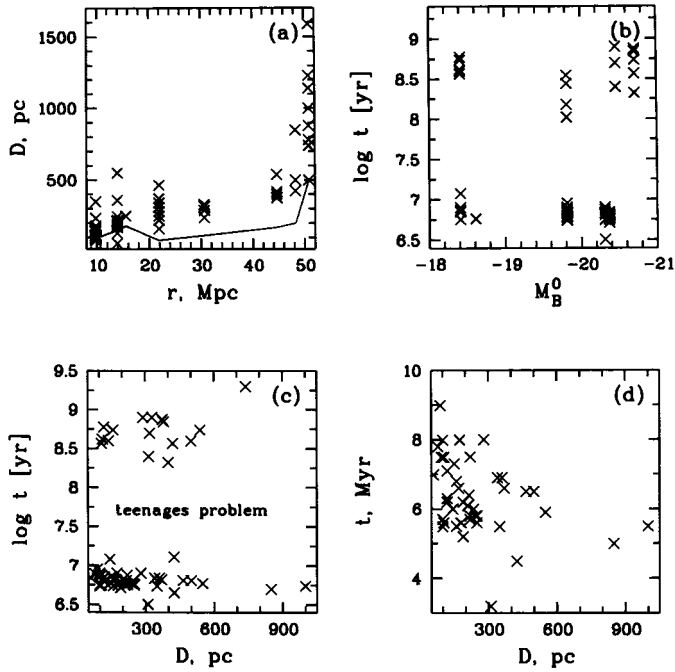 (a)
1500
1000
500
D, pc
10 20 30 40 50
r, Mpc
(b)
9
8.5
8
7.5
7
6.5
log t [yr]
-18 -19 -20 -21
M_B^0
(c)
9.5
9
8.5
8
7.5
7
6.5
log t [yr]
teenages problem
300 600 900
D, pc
(d)
10
8
6
4
t, Myr
300 600 900
D, pc